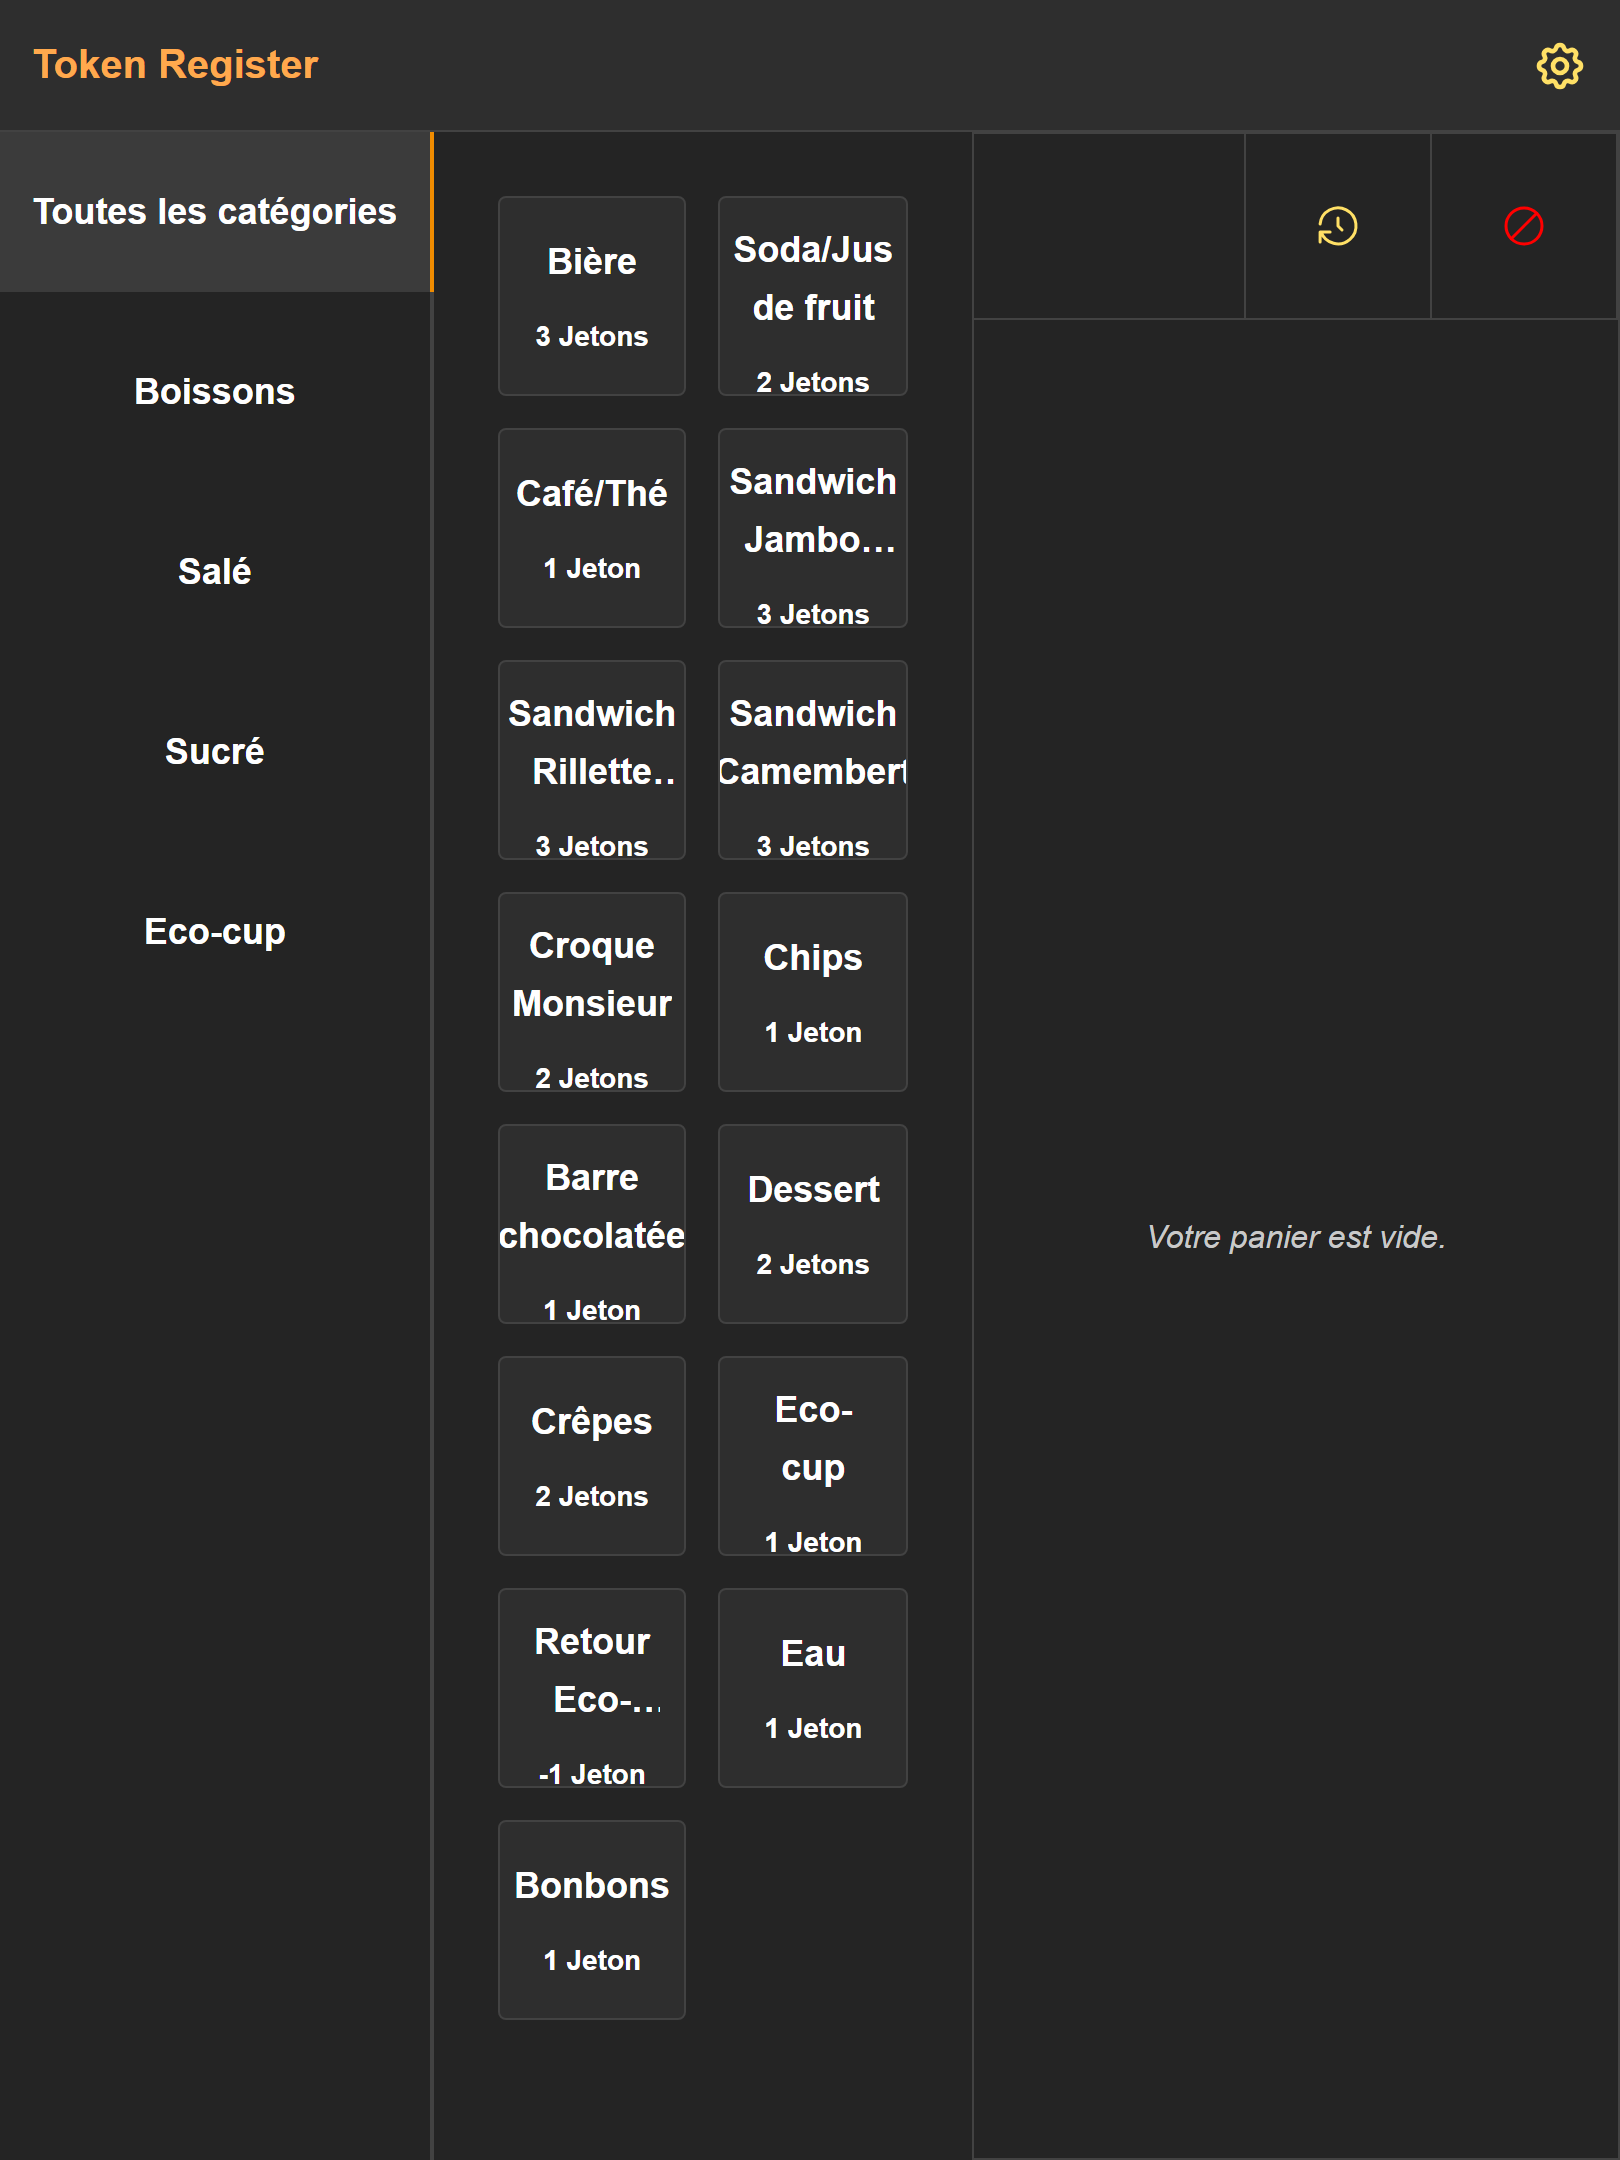 Token Register
Toutes les catégories
Boissons
Salé
Sucré
Eco-cup
Bière
3 Jetons
Soda/Jus
de fruit
2 Jetons
Café/Thé
1 Jeton
Sandwich
Jambo…
3 Jetons
Sandwich
Rillette..
3 Jetons
Sandwich
Camembert
3 Jetons
Croque
Monsieur
2 Jetons
Chips
1 Jeton
Barre
chocolatée
1 Jeton
Dessert
2 Jetons
Crêpes
2 Jetons
Eco-
cup
1 Jeton
Retour
Eco-…
-1 Jeton
Eau
1 Jeton
Bonbons
1 Jeton
Votre panier est vide.